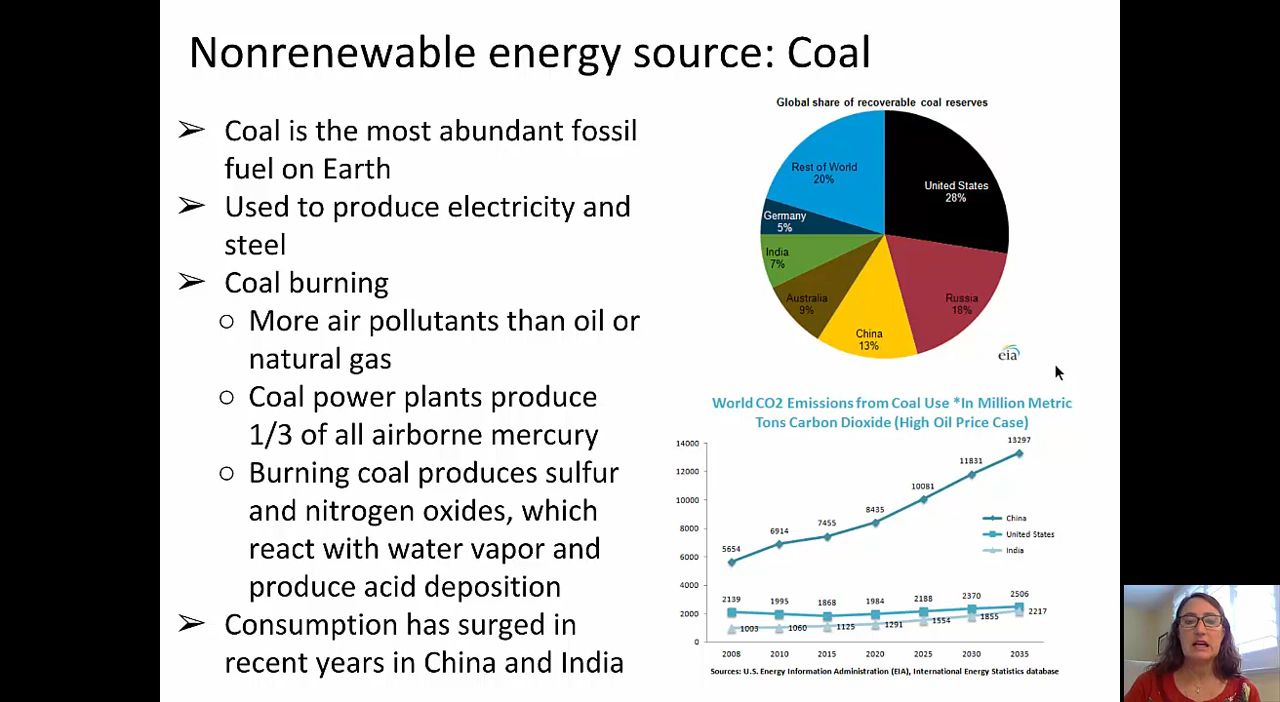 Nonrenewable energy source: Coal
➢ Coal is the most abundant fossil
fuel on Earth
➢ Used to produce electricity and
steel
➢ Coal burning
○ More air pollutants than oil or
natural gas
○ Coal power plants produce
1/3 of all airborne mercury
○ Burning coal produces sulfur
and nitrogen oxides, which
react with water vapor and
produce acid deposition
➢ Consumption has surged in
recent years in China and India
Global share of recoverable coal reserves
Rest of World
20%
United States
28%
Germany
5%
India
7%
Australia
9%
China
13%
Russia
18%
eia
World CO2 Emissions from Coal Use *In Million Metric
Tons Carbon Dioxide (High Oil Price Case)
14000
12000
10000
8000
6000
4000
2000
0
5654
6914
7455
8435
10081
11831
13297
2139
1995
1868
1984
2188
2370
2506
1003
1060
1125
1291
1554
1855
2217
China
United States
India
2008 2010 2015 2020 2025 2030 2035
Sources: U.S. Energy Information Administration (EIA), International Energy Statistics database